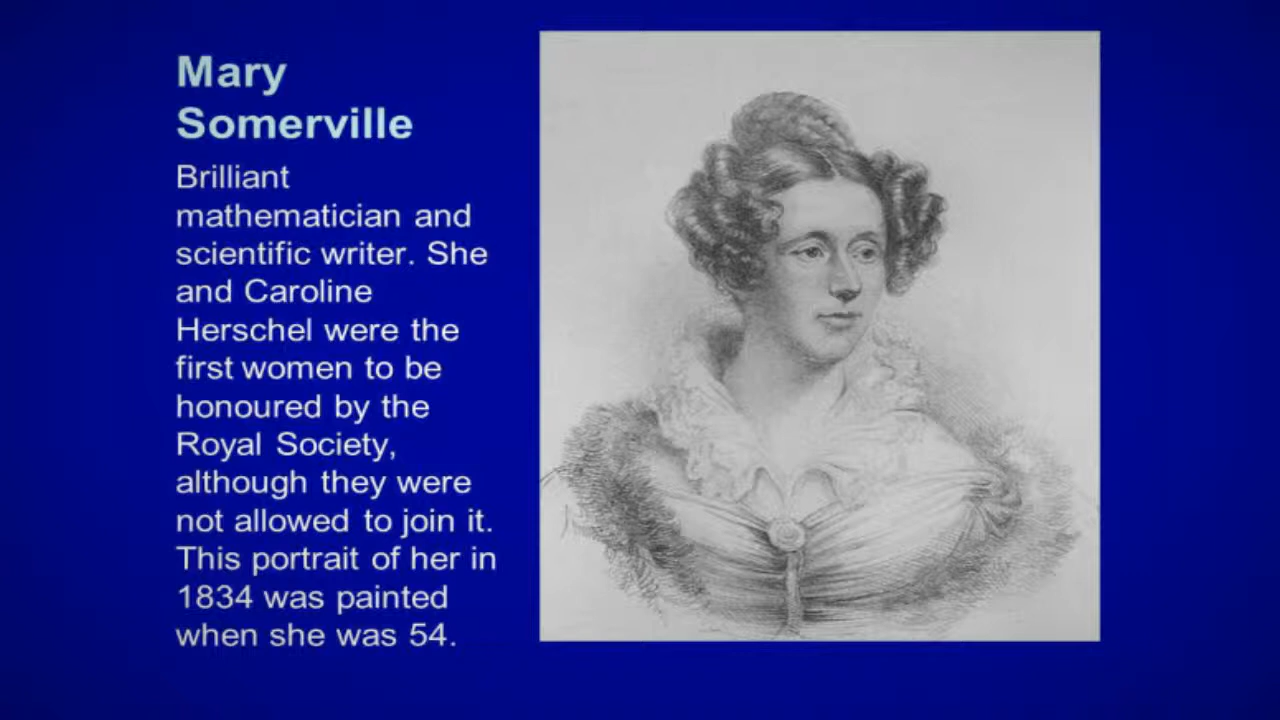 Mary
Somerville
Brilliant
mathematician and
scientific writer. She
and Caroline
Herschel were the
first women to be
honoured by the
Royal Society,
although they were
not allowed to join it.
This portrait of her in
1834 was painted
when she was 54.